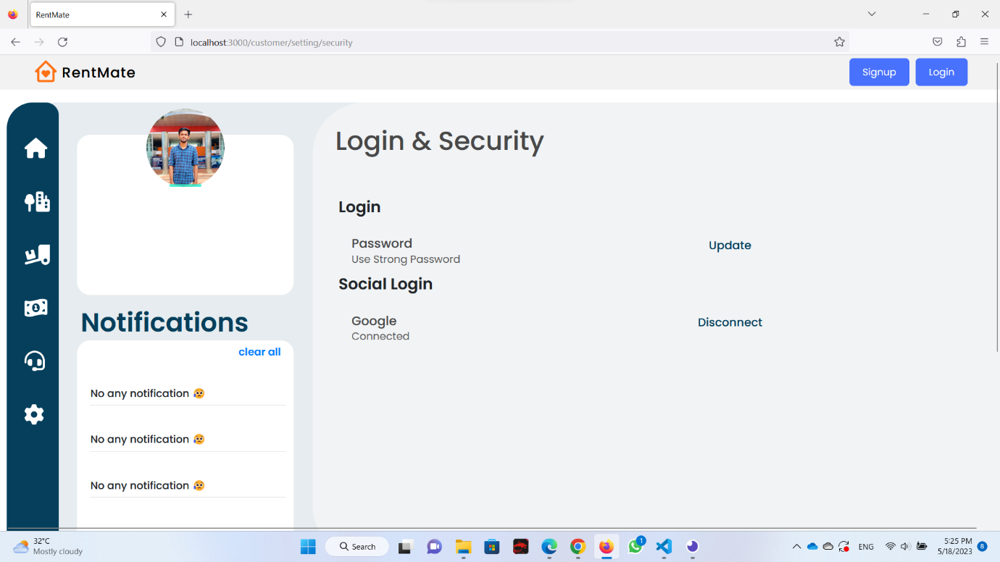 RentMate
localhost:3000/customer/setting/security
RentMate
Signup
Login
Login & Security
Login
Password
Update
Use Strong Password
Social Login
Google
Disconnect
Connected
Notifications
clear all
No any notification 😥
No any notification 😥
No any notification 😥
32°C
Mostly cloudy
Search
1
ENG
5:25 PM
5/18/2023
8